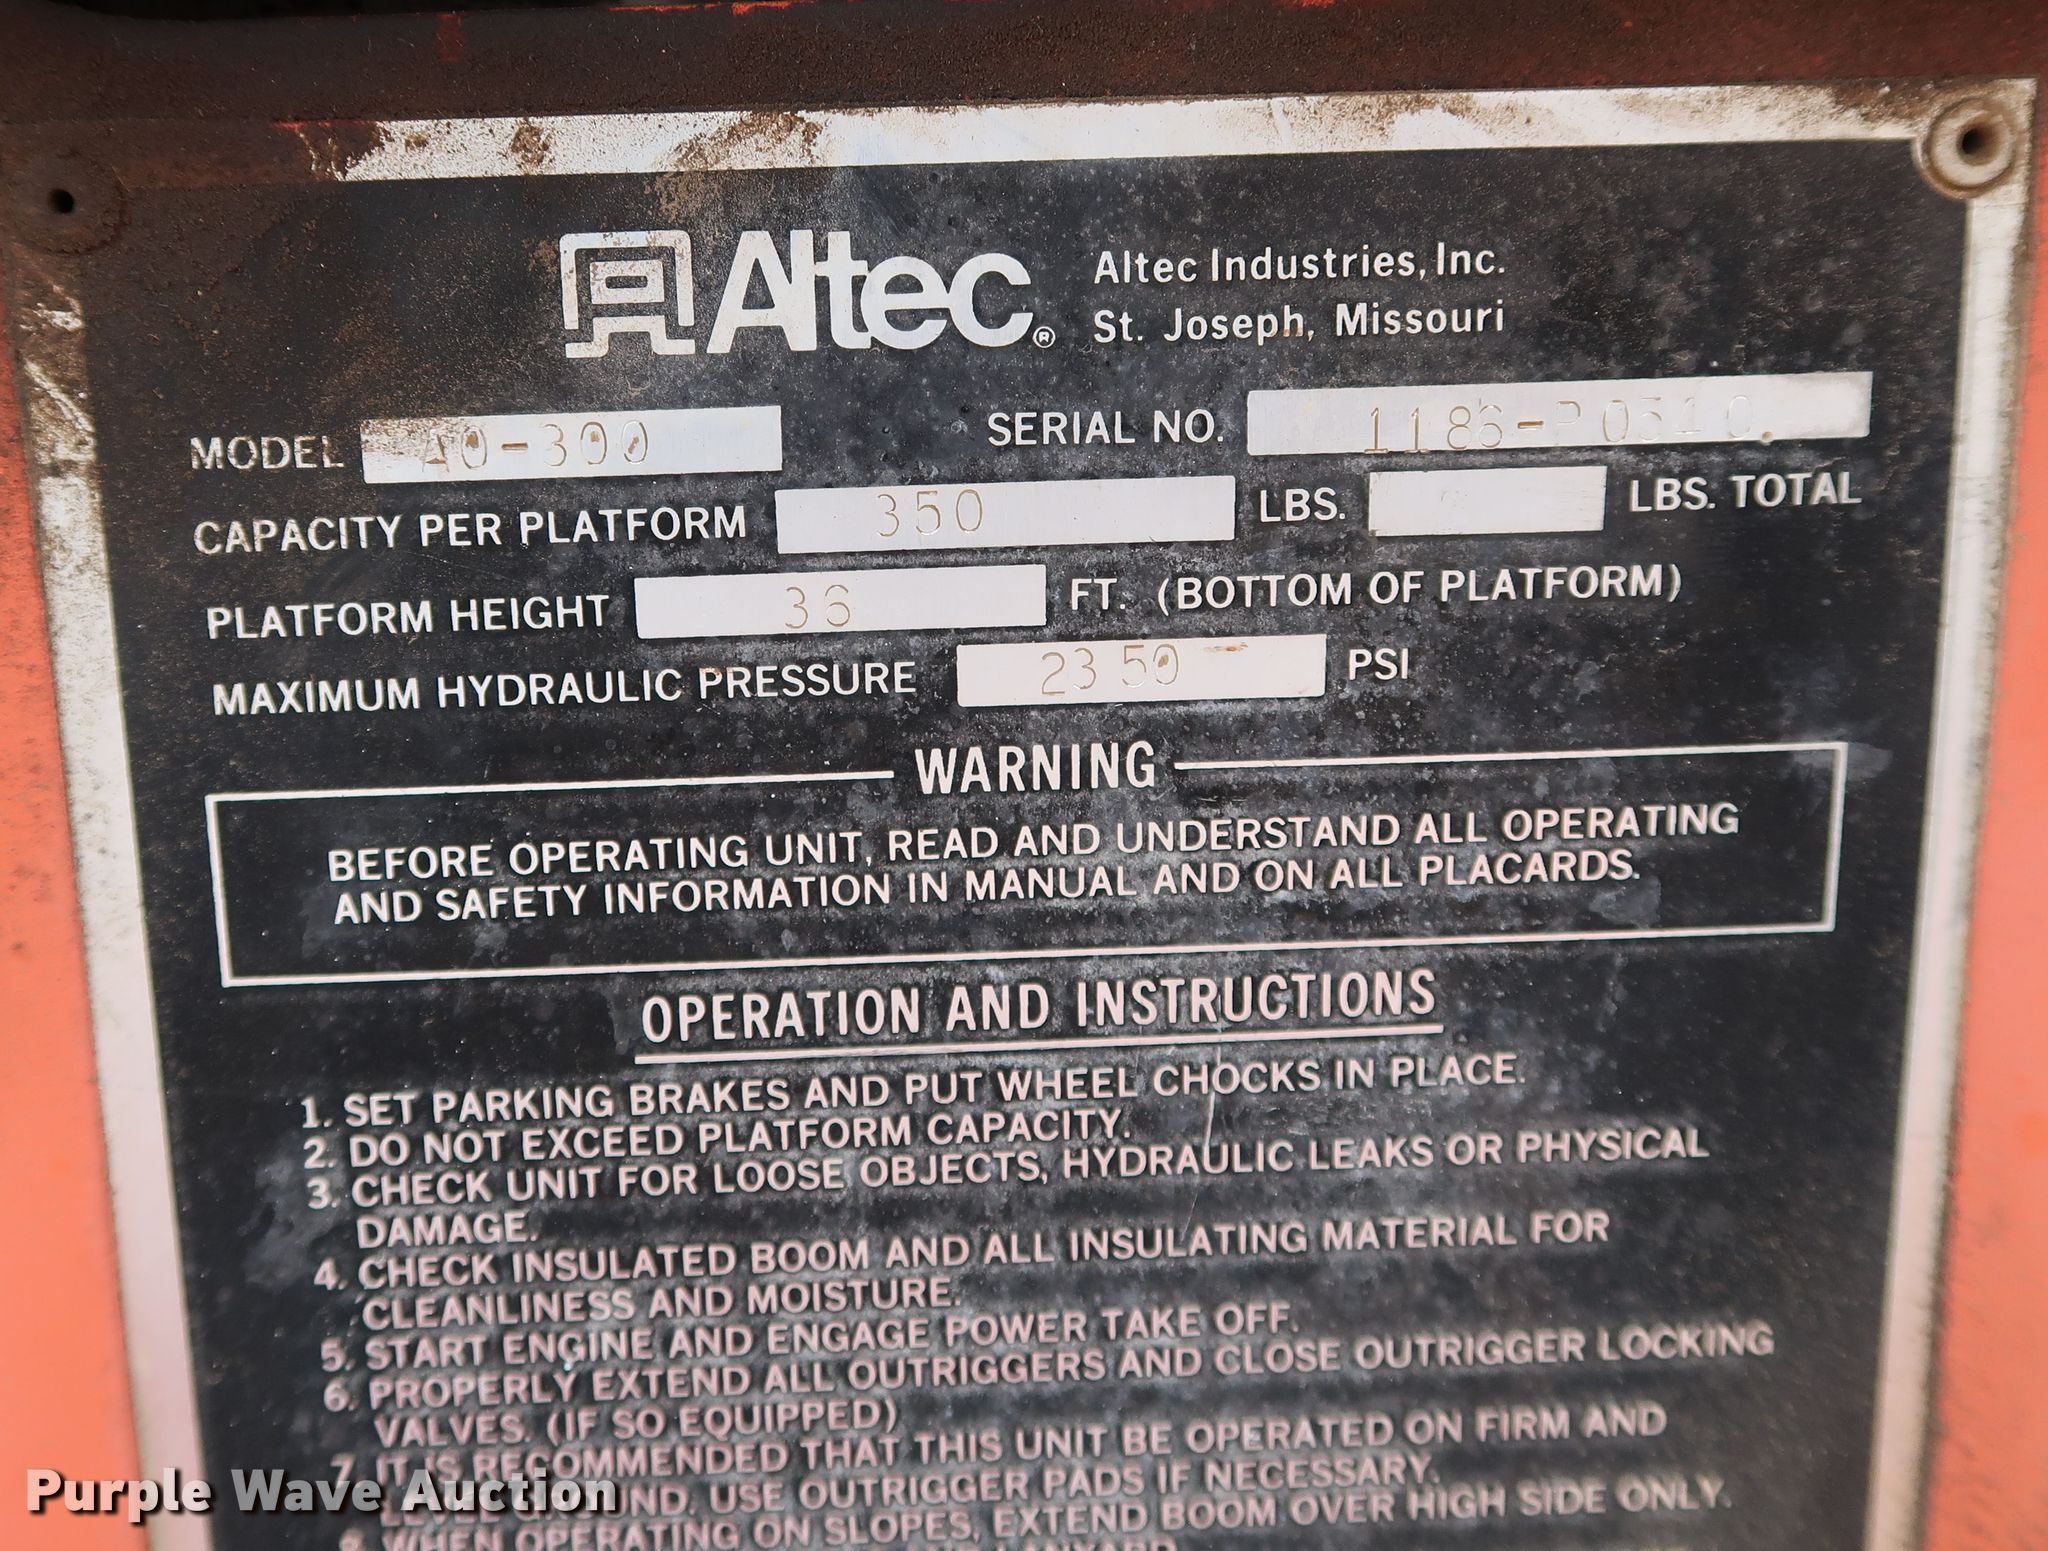 Altec®
Altec Industries, Inc.
St. Joseph, Missouri
MODEL AO-300 SERIAL NO. 1186-P0540
CAPACITY PER PLATFORM 350 LBS. LBS. TOTAL
PLATFORM HEIGHT 36 FT. (BOTTOM OF PLATFORM)
MAXIMUM HYDRAULIC PRESSURE 2350 PSI
WARNING
BEFORE OPERATING UNIT, READ AND UNDERSTAND ALL OPERATING
AND SAFETY INFORMATION IN MANUAL AND ON ALL PLACARDS.
OPERATION AND INSTRUCTIONS
1. SET PARKING BRAKES AND PUT WHEEL CHOCKS IN PLACE.
2. DO NOT EXCEED PLATFORM CAPACITY.
3. CHECK UNIT FOR LOOSE OBJECTS, HYDRAULIC LEAKS OR PHYSICAL
DAMAGE.
4. CHECK INSULATED BOOM AND ALL INSULATING MATERIAL FOR
CLEANLINESS AND MOISTURE.
5. START ENGINE AND ENGAGE POWER TAKE OFF.
6. PROPERLY EXTEND ALL OUTRIGGERS AND CLOSE OUTRIGGER LOCKING
VALVES. (IF SO EQUIPPED)
7. IT IS RECOMMENDED THAT THIS UNIT BE OPERATED ON FIRM AND
LEVEL GROUND. USE OUTRIGGER PADS IF NECESSARY.
8. WHEN OPERATING ON SLOPES, EXTEND BOOM OVER HIGH SIDE ONLY.
AND LANYARD
Purple Wave Auction